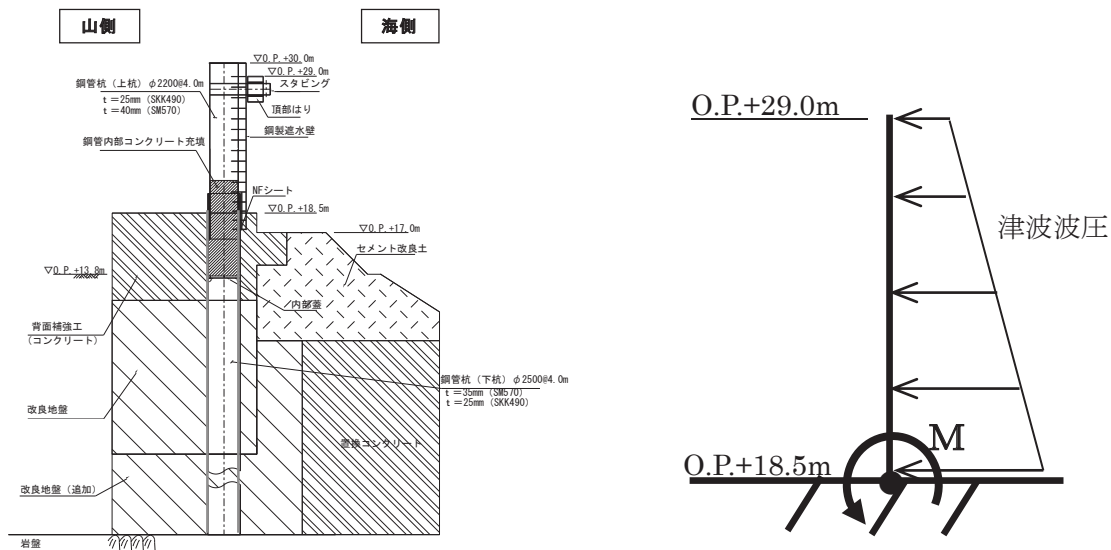 山側
海側
▽O.P.+30.0m
▽O.P.+29.0m
スタビング
鋼管杭（上杭）φ2200@4.0m
t＝25mm（SKK490）
t＝40mm（SM570）
頂部はり
鋼製遮水壁
鋼管内部コンクリート充填
NFシート
▽O.P.+18.5m
▽O.P.+17.0m
セメント改良土
▽O.P.+13.8m
内部蓋
背面補強工
（コンクリート）
鋼管杭（下杭）φ2500@4.0m
t＝35mm（SM570）
t＝25mm（SKK490）
改良地盤
置換コンクリート
改良地盤（追加）
岩盤
O.P.+29.0m
津波波圧
M
O.P.+18.5m